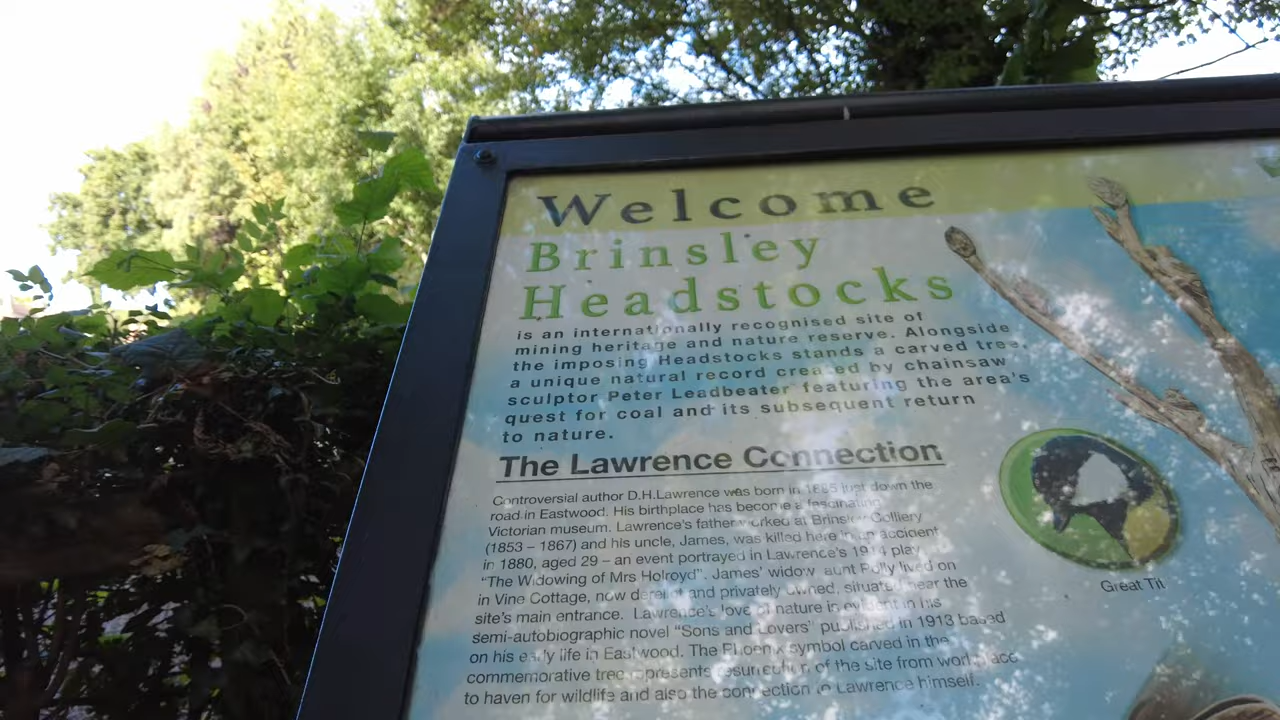 Welcome
Brinsley
Headstocks
is an internationally recognised site of
mining heritage and nature reserve. Alongside
the imposing Headstocks stands a carved tree,
a unique natural record created by chainsaw
sculptor Peter Leadbeater featuring the area's
quest for coal and its subsequent return
to nature.
The Lawrence Connection
Controversial author D.H.Lawrence was born in 1885 just down the
road in Eastwood. His birthplace has become a fascinating
Victorian museum. Lawrence's father worked at Brinsley Colliery
(1853 – 1867) and his uncle, James, was killed here in an accident
in 1880, aged 29 – an event portrayed in Lawrence's 1914 play
"The Widowing of Mrs Holroyd". James' widow aunt Polly lived on
in Vine Cottage, now derelict and privately owned, situated near the
site's main entrance. Lawrence's love of nature is evident in his
semi-autobiographic novel "Sons and Lovers" published in 1913 based
on his early life in Eastwood. The Phoenix symbol carved in the
commemorative tree represents resurrection of the site from workplace
to haven for wildlife and also the connection to Lawrence himself.
Great Tit